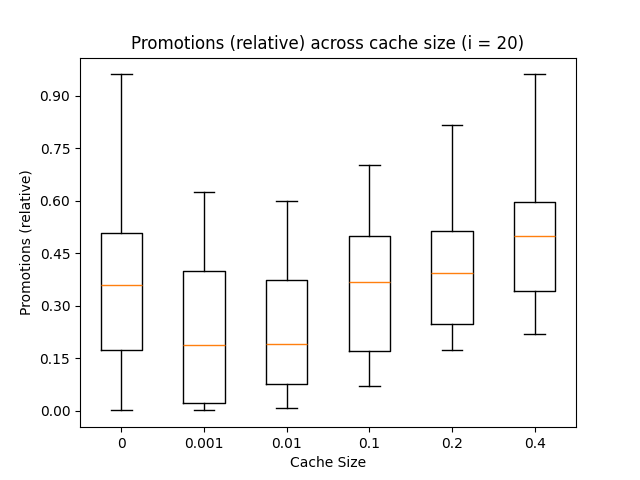 Promotions (relative) across cache size (i = 20)
Promotions (relative)
0.90
0.75
0.60
0.45
0.30
0.15
0.00
0 0.001 0.01 0.1 0.2 0.4
Cache Size